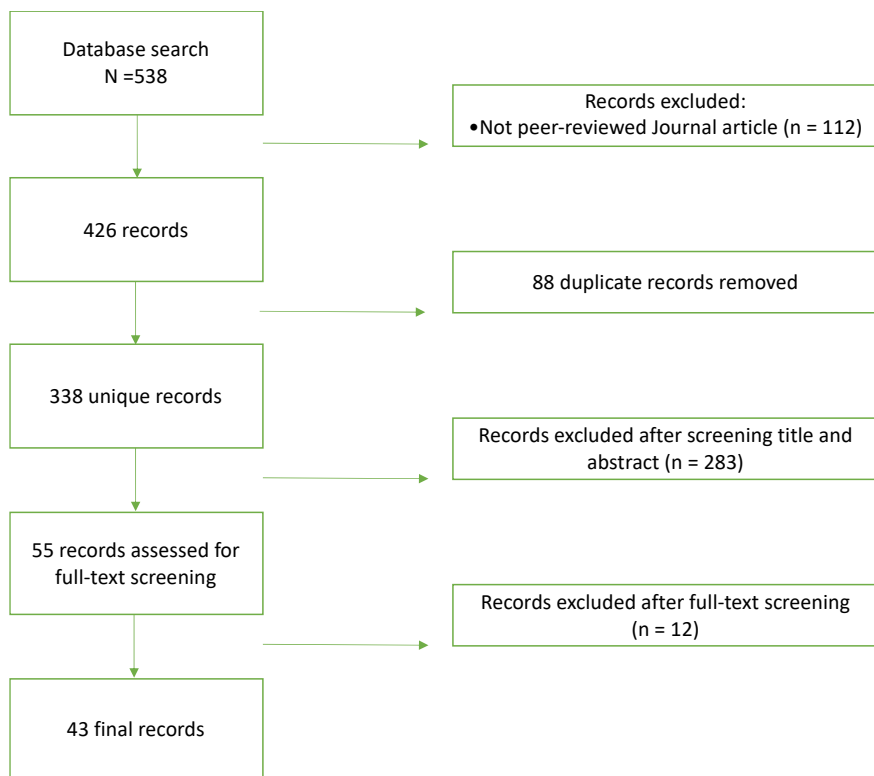 Database search
N =538
Records excluded:
•Not peer-reviewed Journal article (n = 112)
426 records
88 duplicate records removed
338 unique records
Records excluded after screening title and
abstract (n = 283)
55 records assessed for
full-text screening
Records excluded after full-text screening
(n = 12)
43 final records